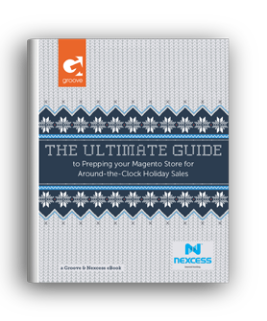 groove
THE ULTIMATE GUIDE
to Prepping your Magento Store for
Around-the-Clock Holiday Sales
NEXCESS
a Groove & Nexcess eBook